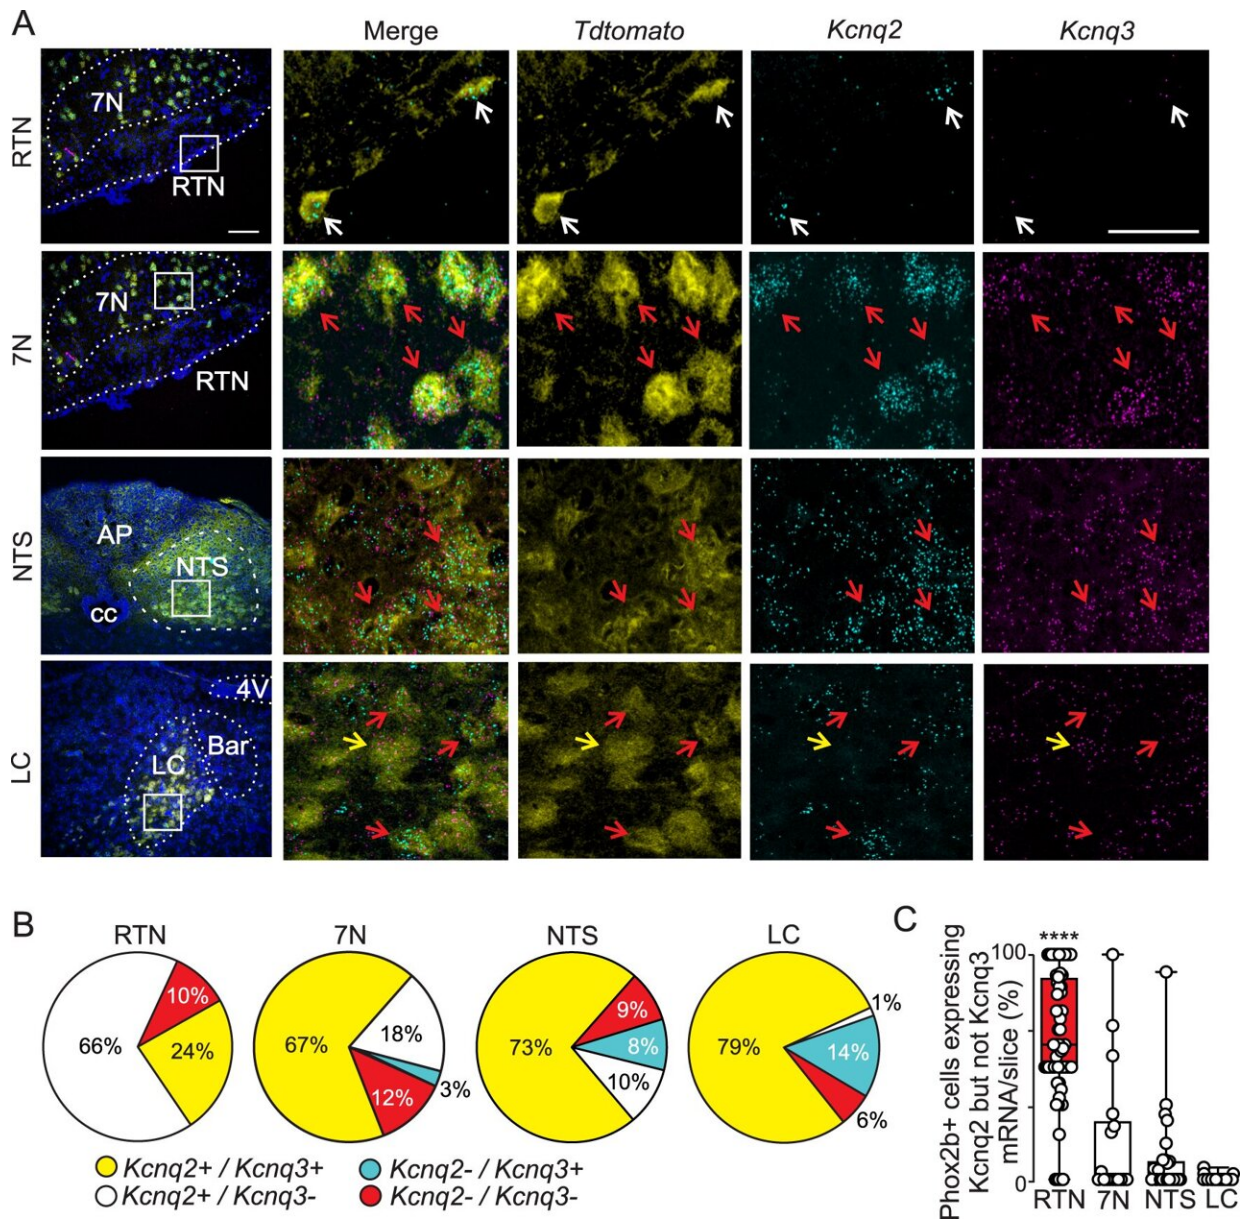 A
Merge
Tdtomato
Kcnq2
Kcnq3
RTN
7N
RTN
7N
7N
RTN
NTS
AP
NTS
cc
LC
4V
Bar
LC
B
RTN
7N
NTS
LC
66%
10%
24%
67%
18%
3%
12%
73%
9%
8%
10%
79%
1%
14%
6%
Kcnq2+ / Kcnq3+
Kcnq2- / Kcnq3+
Kcnq2+ / Kcnq3-
Kcnq2- / Kcnq3-
C
Phox2b+ cells expressing
Kcnq2 but not Kcnq3
mRNA/slice (%)
****
100
0
RTN
7N
NTS
LC